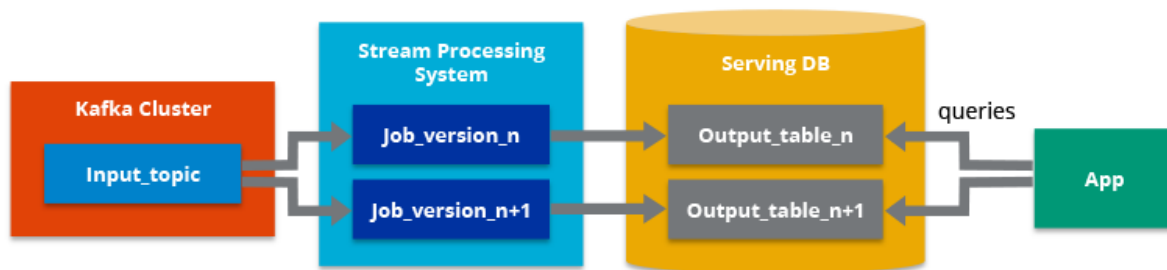 Stream Processing
System
Serving DB
Kafka Cluster
queries
Job_version_n
Output_table_n
Input_topic
App
Job_version_n+1
Output_table_n+1